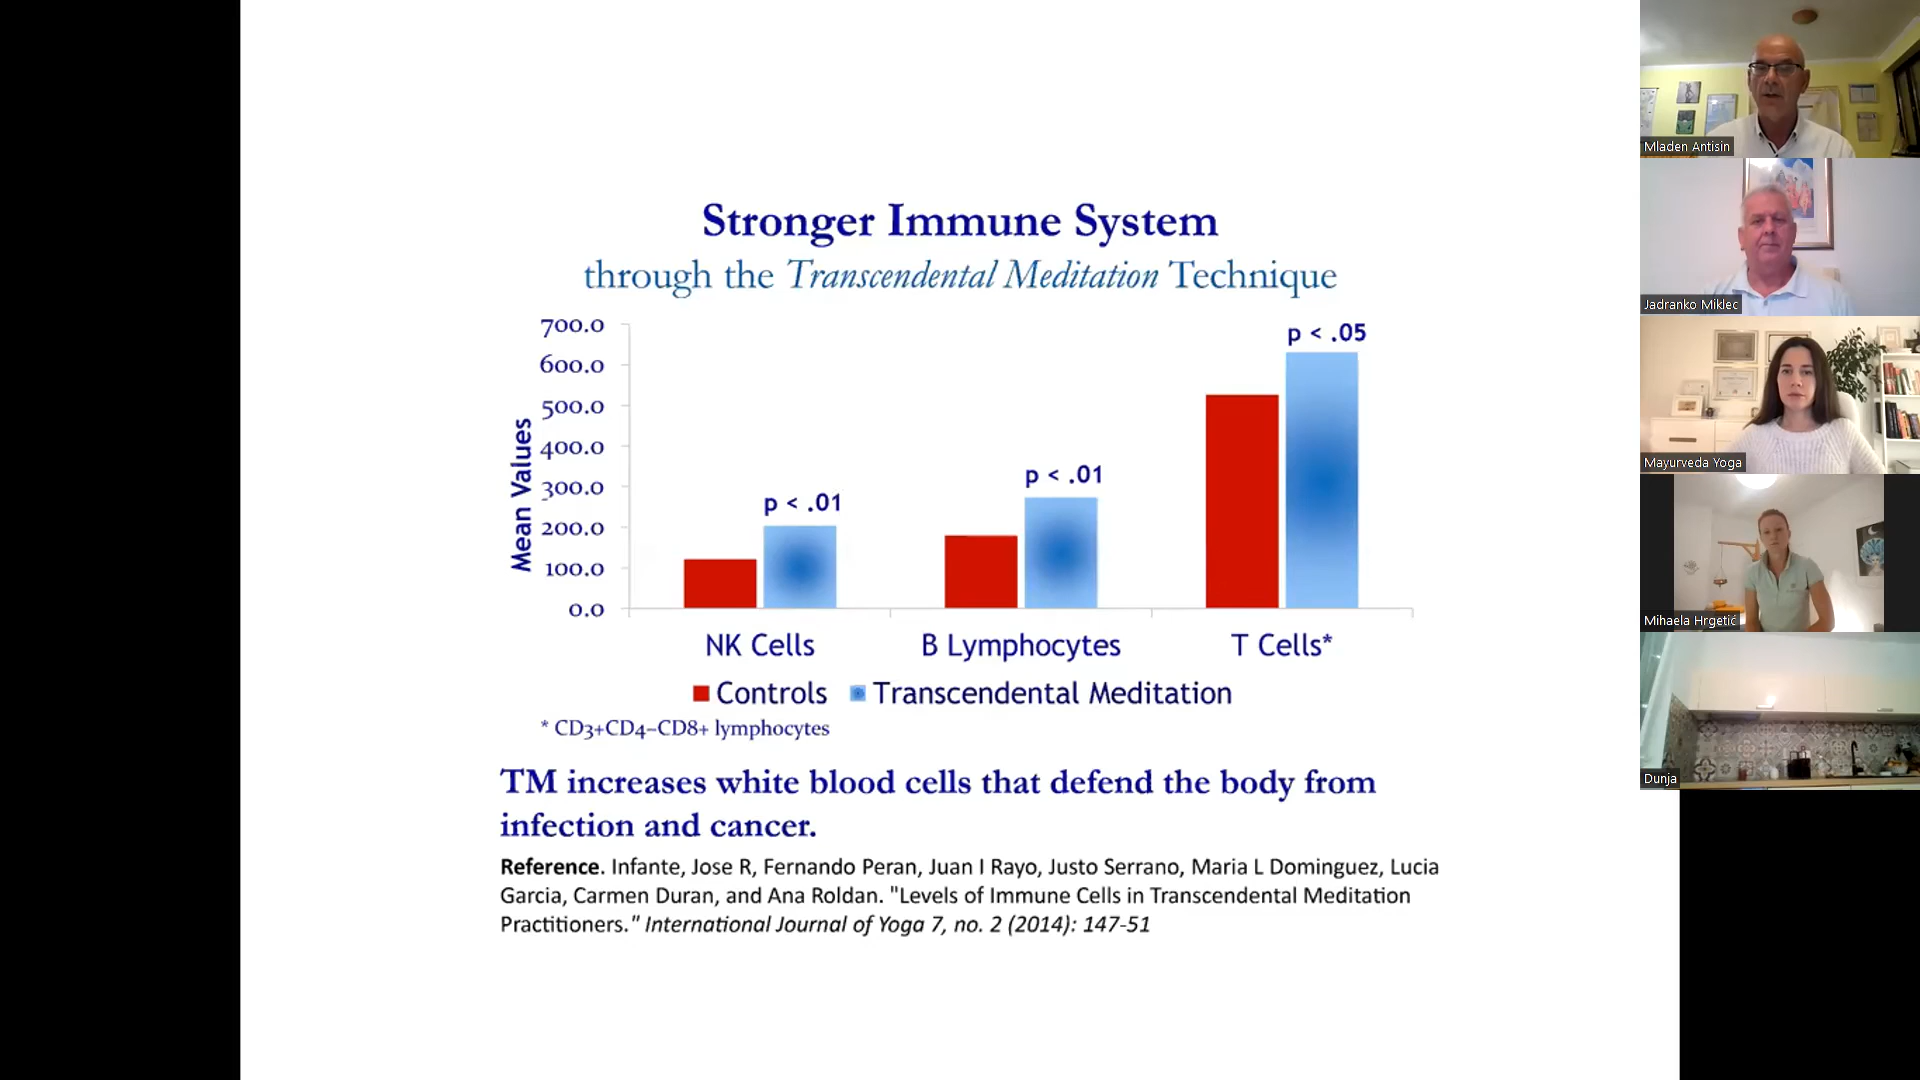 Stronger Immune System
through the Transcendental Meditation Technique
Mean Values
700.0
600.0
500.0
400.0
300.0
200.0
100.0
0.0
p < .01
p < .01
p < .05
NK Cells
B Lymphocytes
T Cells*
Controls
Transcendental Meditation
* CD3+CD4–CD8+ lymphocytes
TM increases white blood cells that defend the body from
infection and cancer.
Reference. Infante, Jose R, Fernando Peran, Juan I Rayo, Justo Serrano, Maria L Dominguez, Lucia
Garcia, Carmen Duran, and Ana Roldan. "Levels of Immune Cells in Transcendental Meditation
Practitioners." International Journal of Yoga 7, no. 2 (2014): 147-51
Mladen Antisin
Jadranko Miklec
Mayurveda Yoga
Mihaela Hrgetić
Dunja